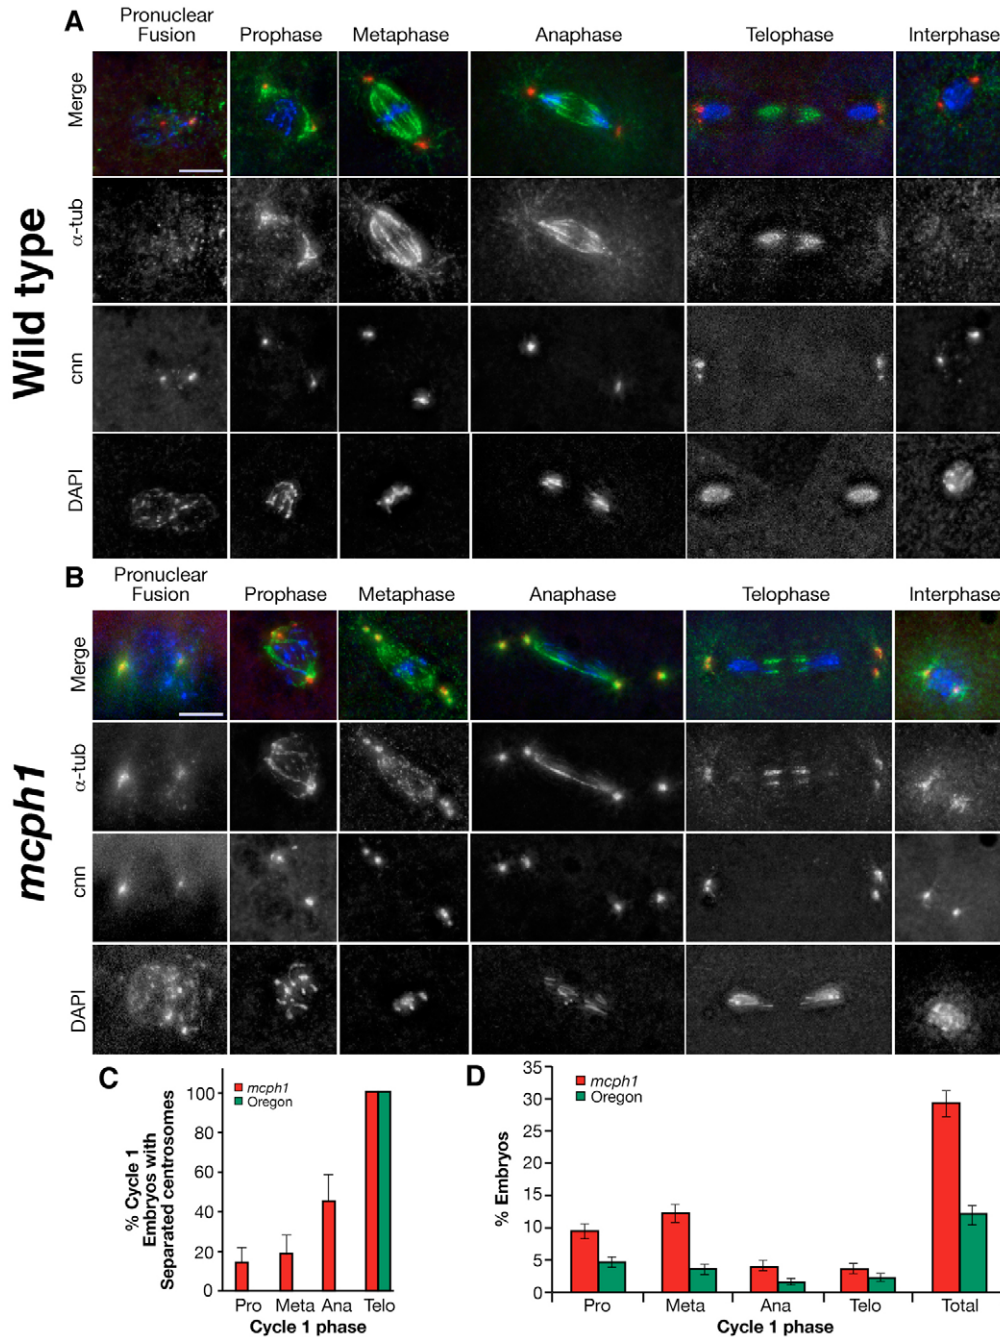 A
Pronuclear
Fusion
Prophase
Metaphase
Anaphase
Telophase
Interphase
Wild type
Merge
α-tub
cnn
DAPI
B
Pronuclear
Fusion
Prophase
Metaphase
Anaphase
Telophase
Interphase
mcph1
Merge
α-tub
cnn
DAPI
C
% Cycle 1
Embryos with
Separated centrosomes
100
80
60
40
20
0
mcph1
Oregon
Pro Meta Ana Telo
Cycle 1 phase
D
% Embryos
35
30
25
20
15
10
5
0
mcph1
Oregon
Pro Meta Ana Telo Total
Cycle 1 phase